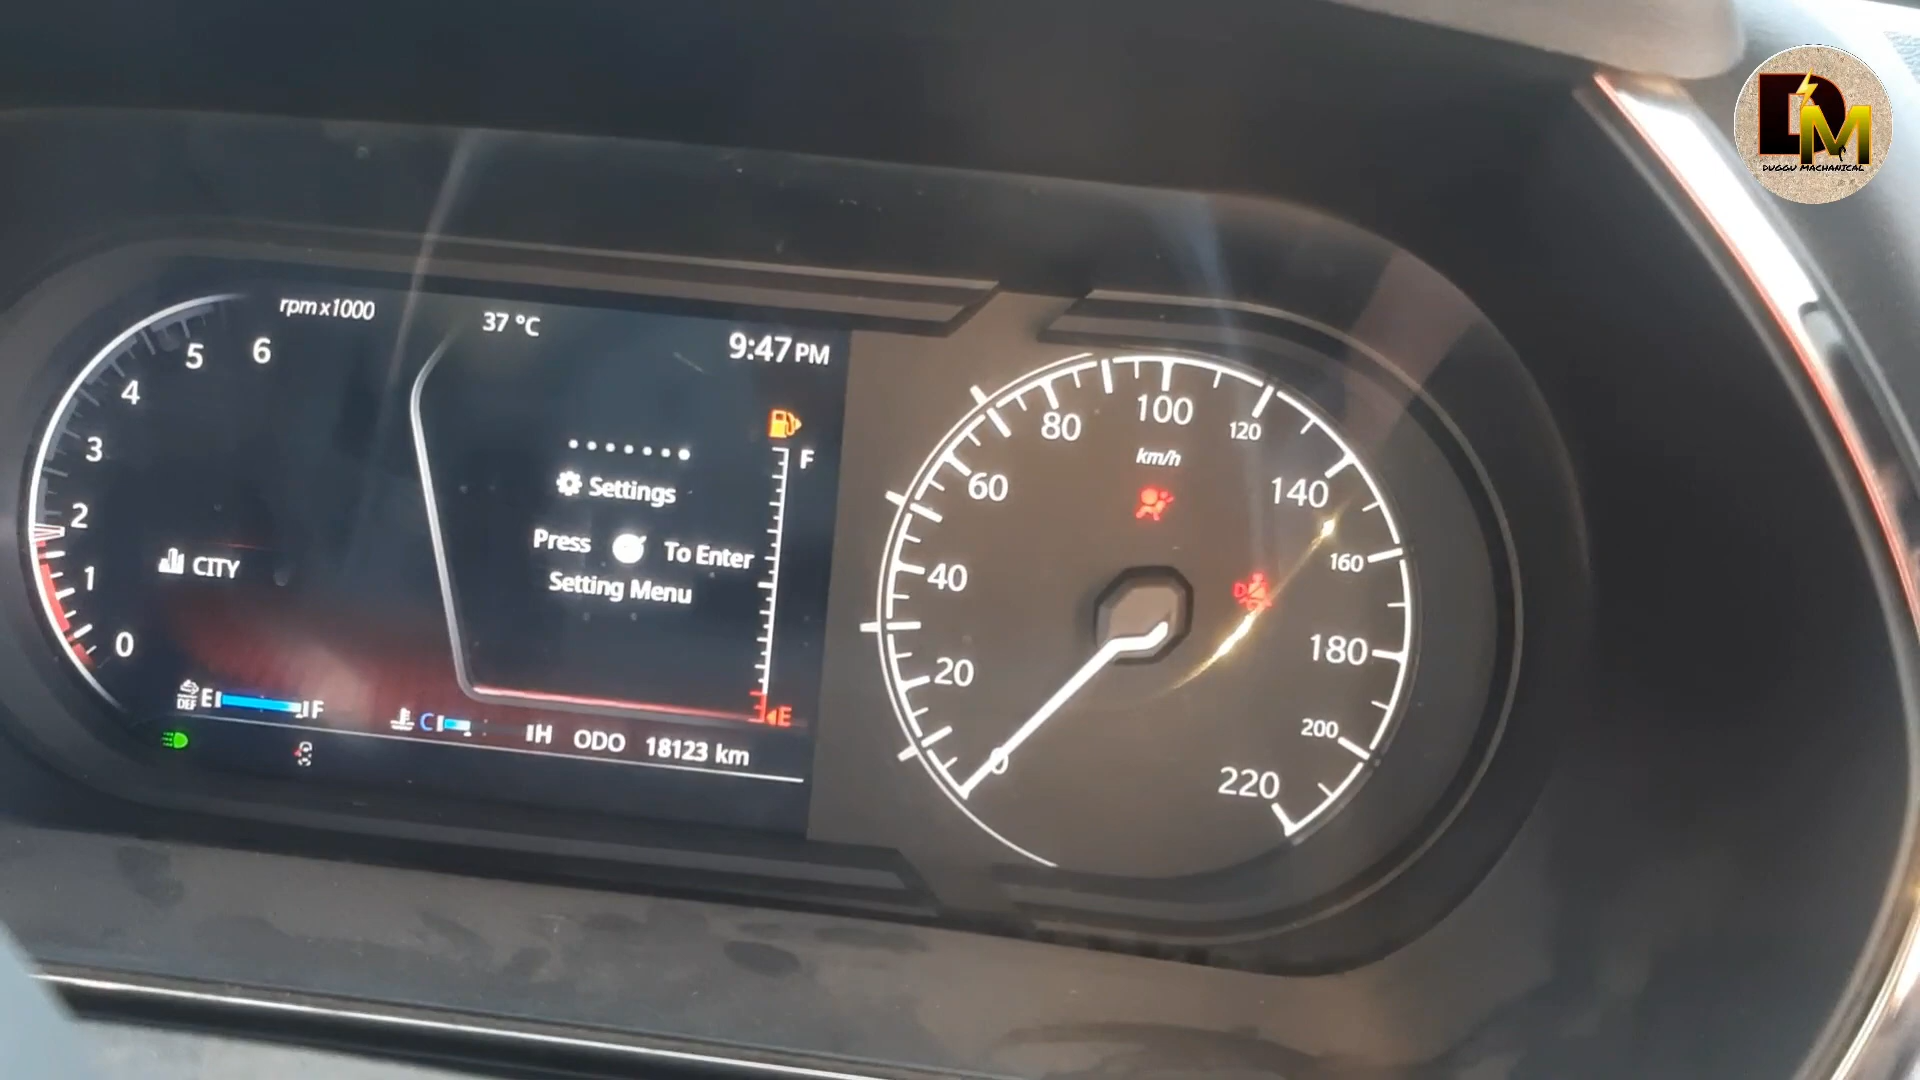 rpm x1000
37 °C
9:47 PM
6
5
4
3
2
1
0
CITY
Settings
Press To Enter
Setting Menu
F
E
DEF E F
C H ODO 18123 km
km/h
0
20
40
60
80
100
120
140
160
180
200
220
D
DM
DUGGU MACHANICAL